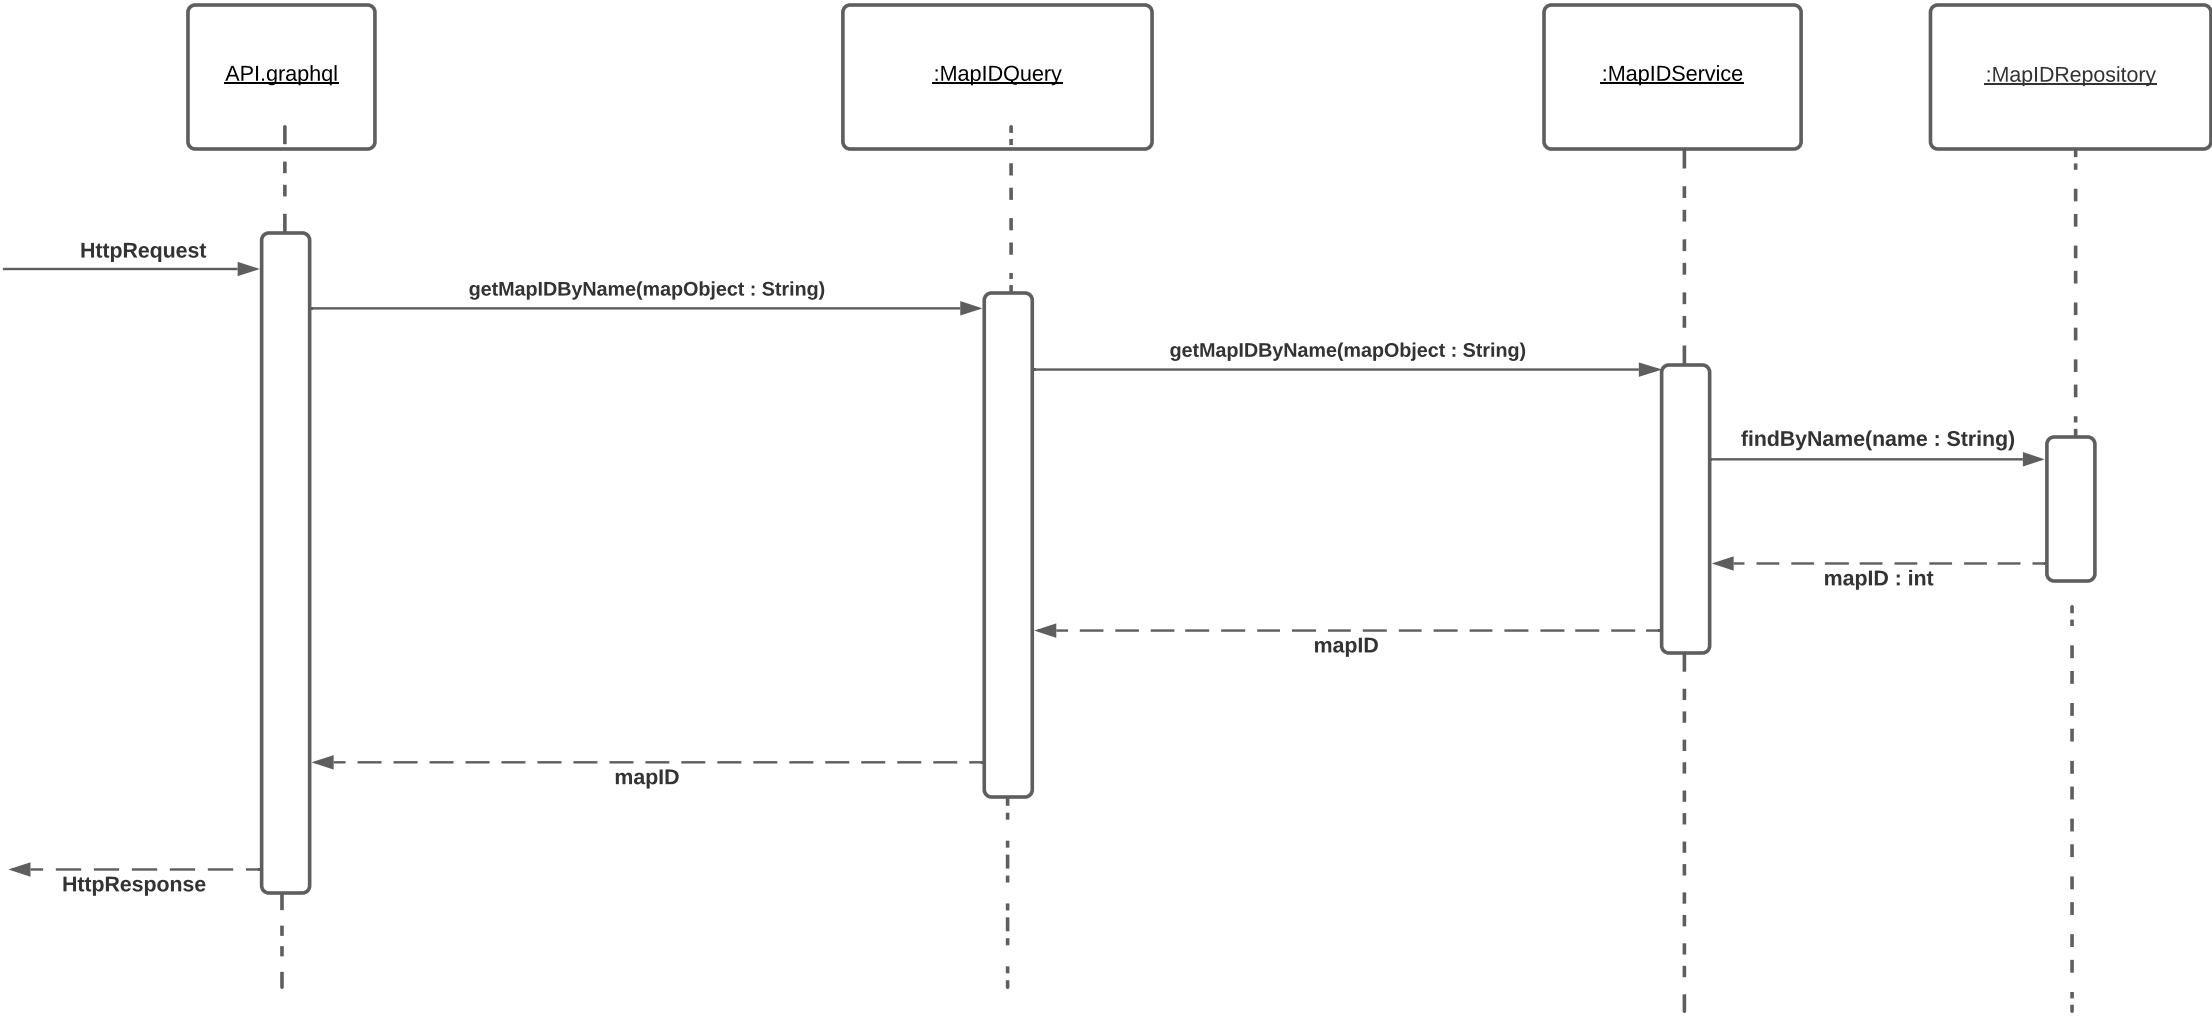 API.graphql
:MapIDQuery
:MapIDService
:MapIDRepository
HttpRequest
getMapIDByName(mapObject : String)
getMapIDByName(mapObject : String)
findByName(name : String)
mapID : int
mapID
mapID
HttpResponse